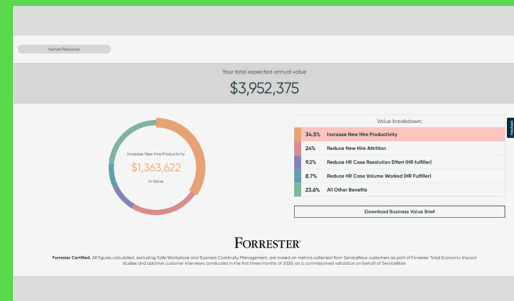 Human Resources
Your total expected annual value
$3,952,375
Increase New Hire Productivity
$1,363,622
in Value
Value breakdown:
34.5% Increase New Hire Productivity
24% Reduce New Hire Attrition
9.2% Reduce HR Case Resolution Effort (HR fulfiller)
8.7% Reduce HR Case Volume Worked (HR Fulfiller)
23.6% All Other Benefits
Download Business Value Brief
Feedback
FORRESTER®
Forrester Certified. All figures calculated, excluding Safe Workplace and Business Continuity Management, are based on metrics collected from ServiceNow customers as part of Forrester Total Economic Impact
studies and additive customer interviews conducted in the first three months of 2020, as a commissioned validation on behalf of ServiceNow.